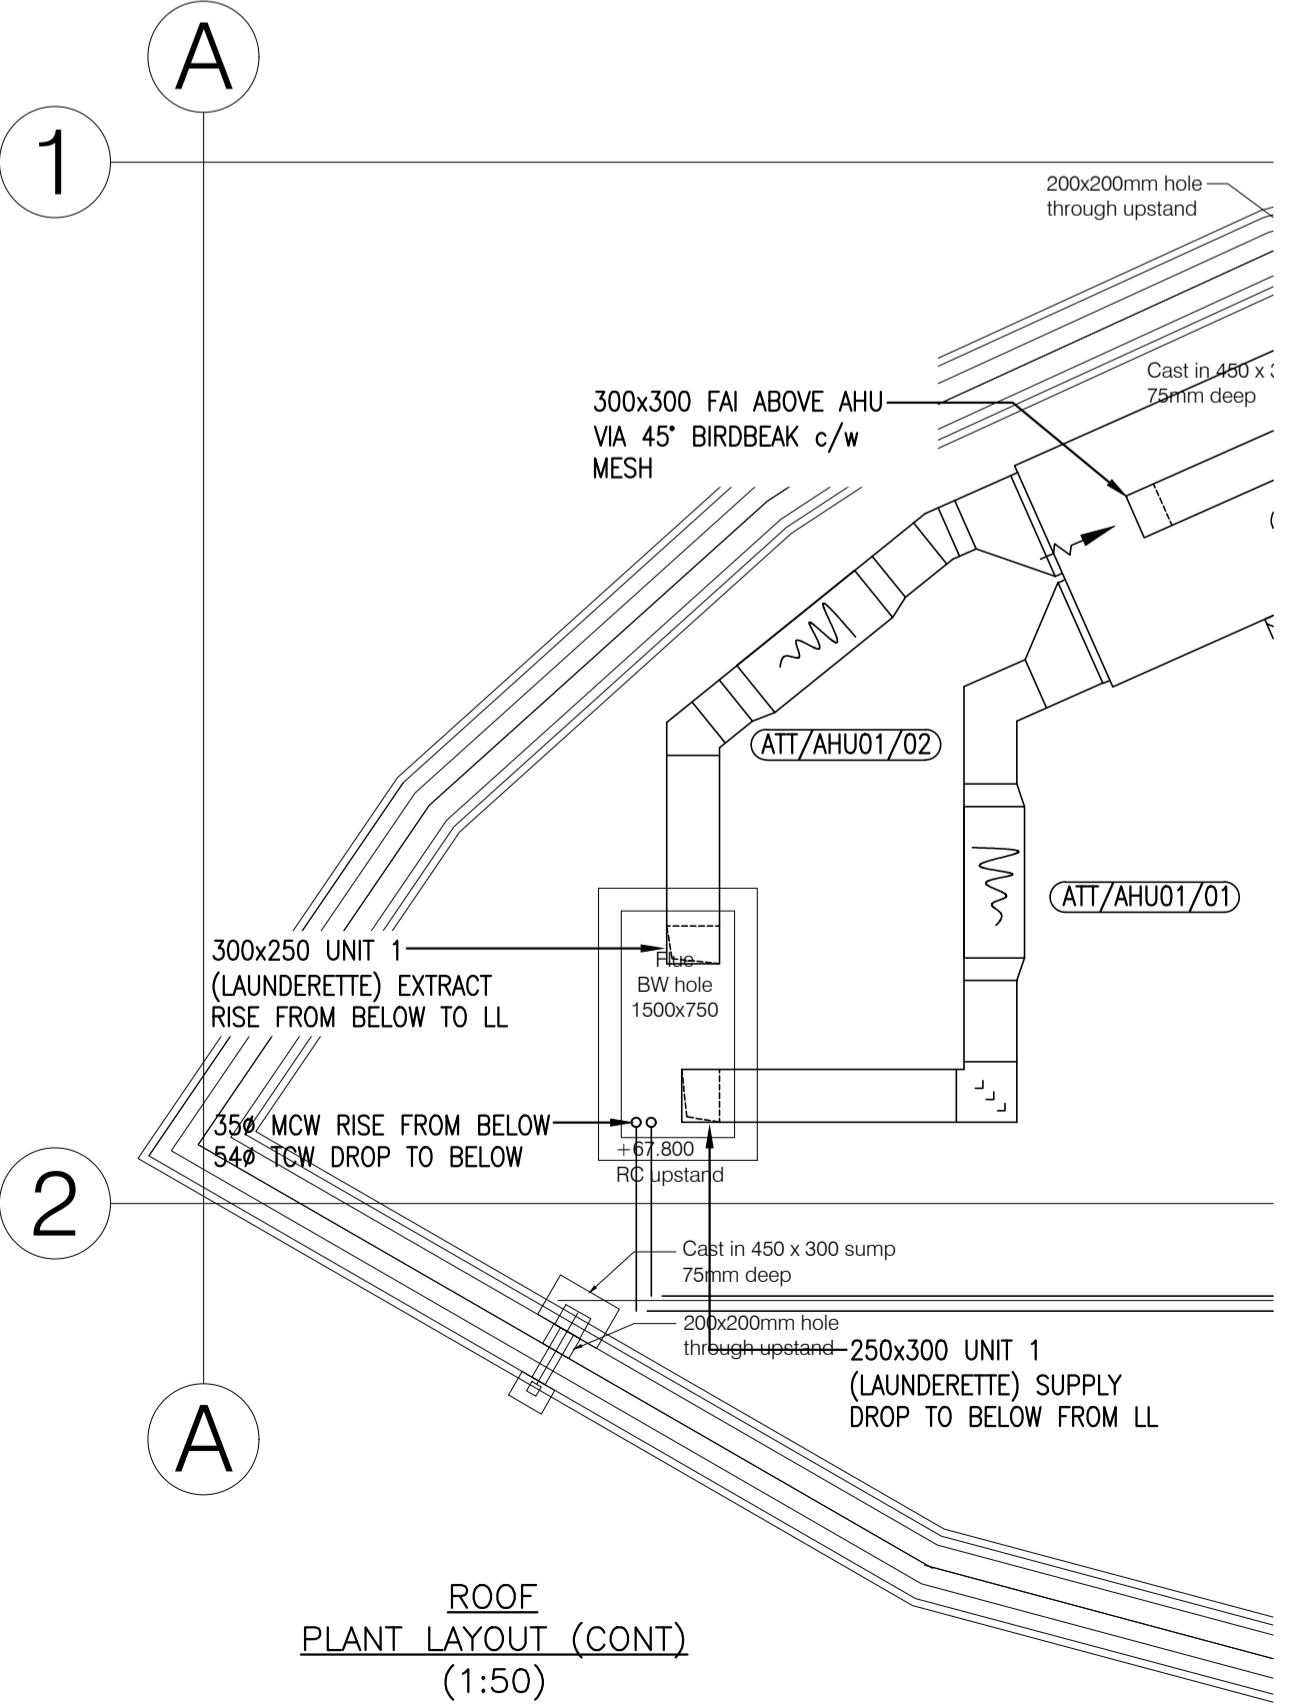 A
1
200x200mm hole
through upstand
Cast in 450 x
75mm deep
300x300 FAI ABOVE AHU
VIA 45° BIRDBEAK c/w
MESH
ATT/AHU01/02
ATT/AHU01/01
300x250 UNIT 1
(LAUNDERETTE) EXTRACT
RISE FROM BELOW TO LL
Flue
BW hole
1500x750
35ø MCW RISE FROM BELOW
54ø TCW DROP TO BELOW
+67.800
RC upstand
2
Cast in 450 x 300 sump
75mm deep
200x200mm hole
through upstand
250x300 UNIT 1
(LAUNDERETTE) SUPPLY
DROP TO BELOW FROM LL
A
ROOF
PLANT LAYOUT (CONT)
(1:50)